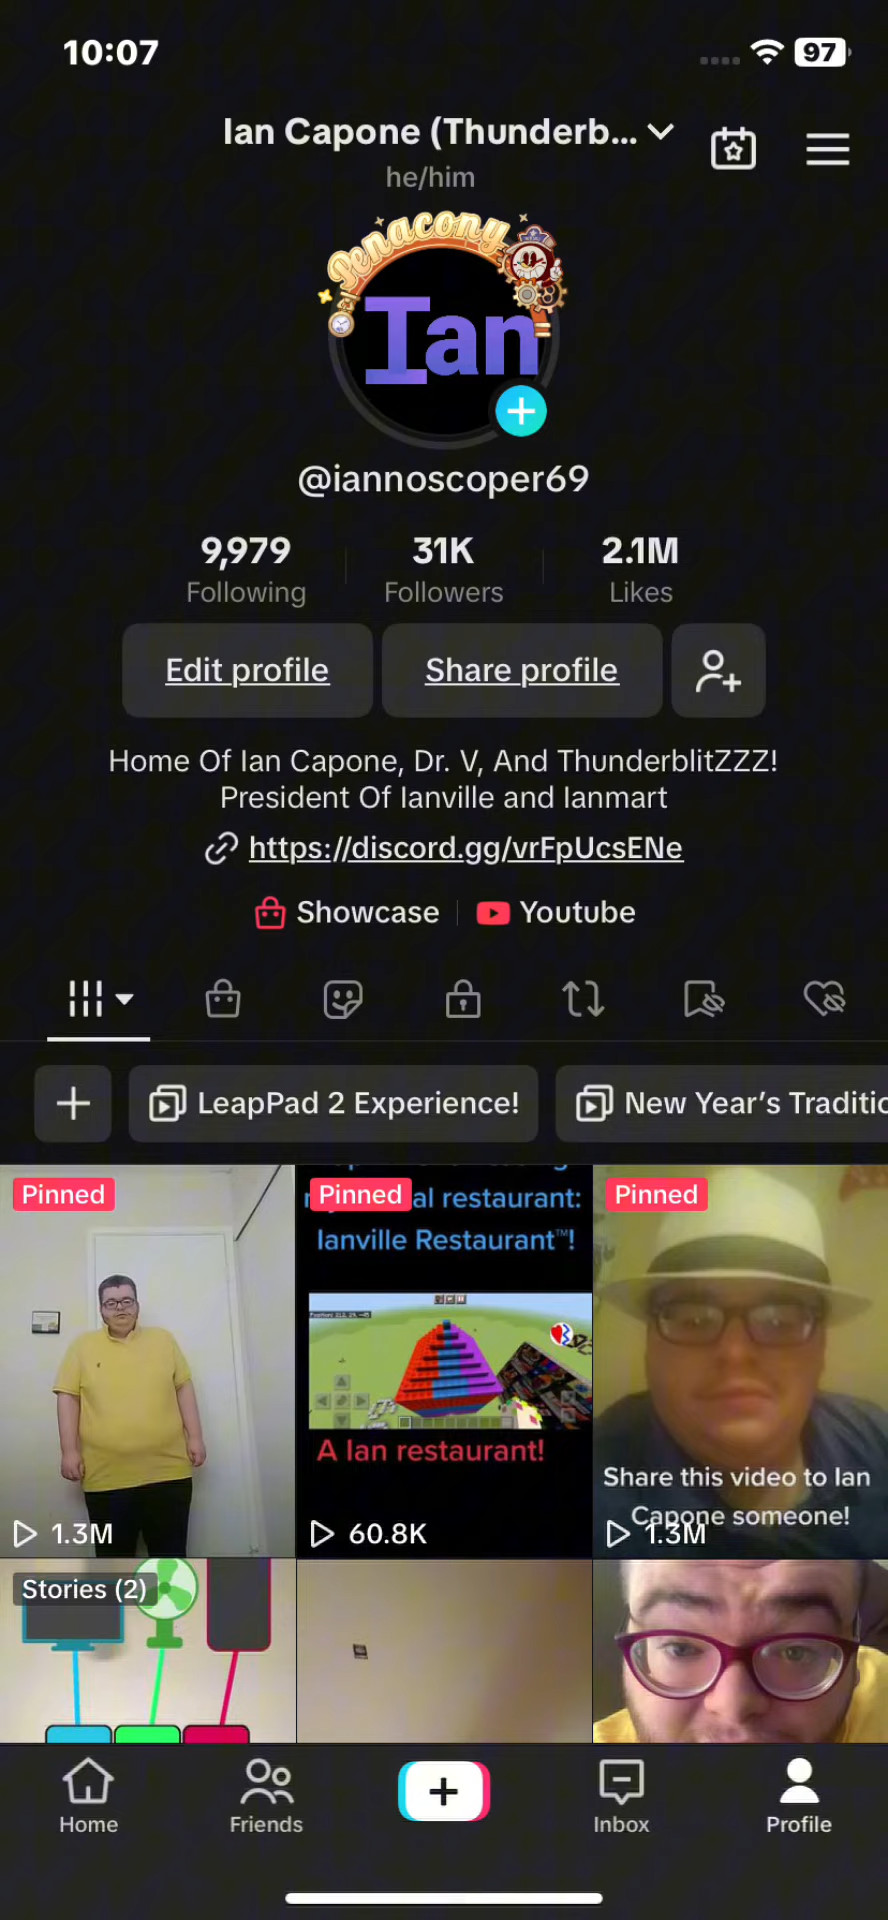 10:07
97
Ian Capone (Thunderb...
he/him
Penacony
Ian
@iannoscoper69
9,979
Following
31K
Followers
2.1M
Likes
Edit profile
Share profile
Home Of Ian Capone, Dr. V, And ThunderblitZZZ!
President Of Ianville and Ianmart
https://discord.gg/vrFpUcsENe
Showcase
Youtube
LeapPad 2 Experience!
New Year's Traditio
Pinned
1.3M
Pinned
al restaurant:
Ianville Restaurant™!
A Ian restaurant!
60.8K
Pinned
Share this video to Ian
Capone someone!
1.3M
Stories (2)
Home
Friends
Inbox
Profile